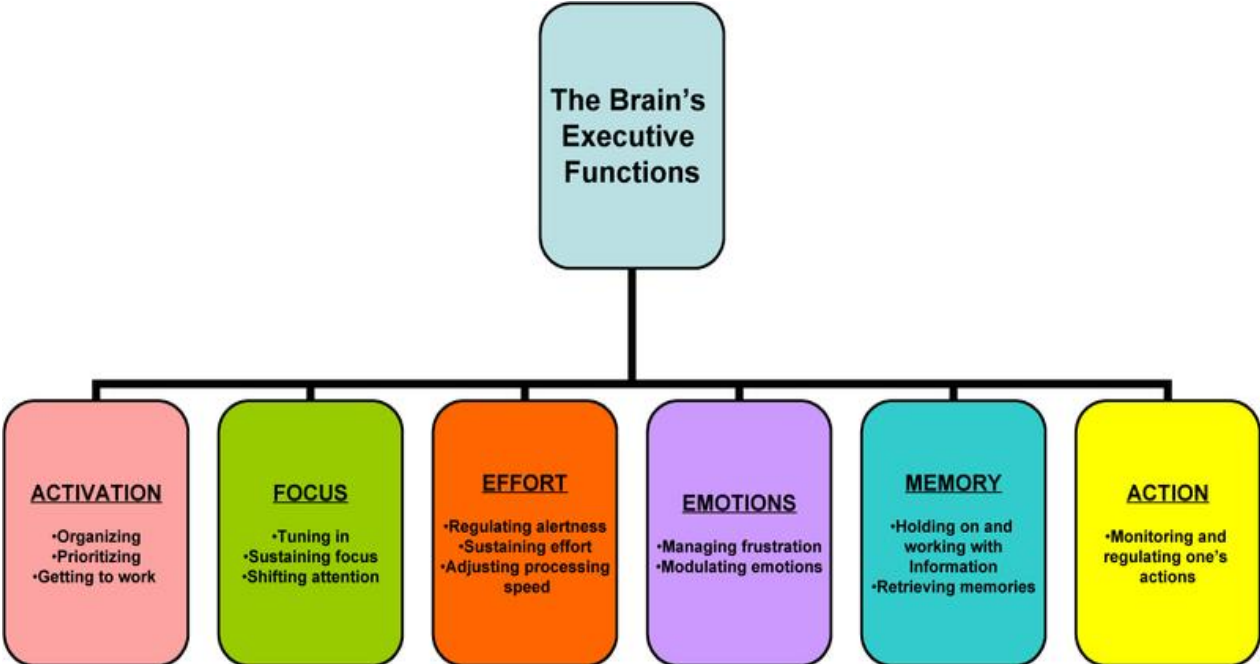 The Brain's
Executive
Functions
ACTIVATION
•Organizing
•Prioritizing
•Getting to work
FOCUS
•Tuning in
•Sustaining focus
•Shifting attention
EFFORT
•Regulating alertness
•Sustaining effort
•Adjusting processing
speed
EMOTIONS
•Managing frustration
•Modulating emotions
MEMORY
•Holding on and
working with
Information
•Retrieving memories
ACTION
•Monitoring and
regulating one's
actions